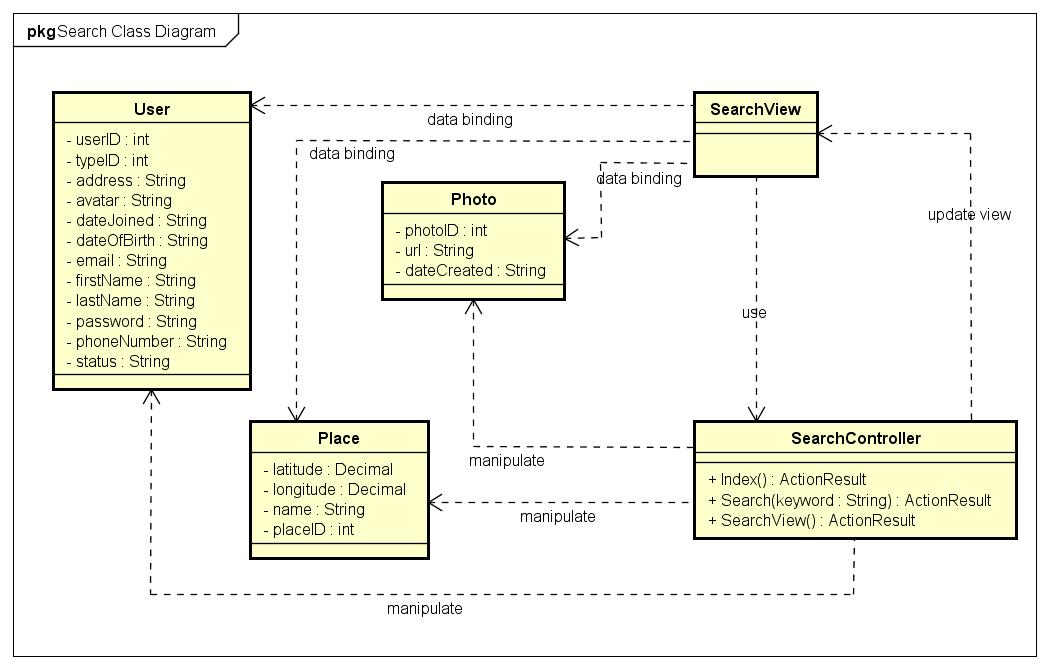 pkg Search Class Diagram
User
- userID : int
- typeID : int
- address : String
- avatar : String
- dateJoined : String
- dateOfBirth : String
- email : String
- firstName : String
- lastName : String
- password : String
- phoneNumber : String
- status : String
data binding
data binding
data binding
SearchView
Photo
- photoID : int
- url : String
- dateCreated : String
update view
use
Place
- latitude : Decimal
- longitude : Decimal
- name : String
- placeID : int
manipulate
manipulate
SearchController
+ Index() : ActionResult
+ Search(keyword : String) : ActionResult
+ SearchView() : ActionResult
manipulate